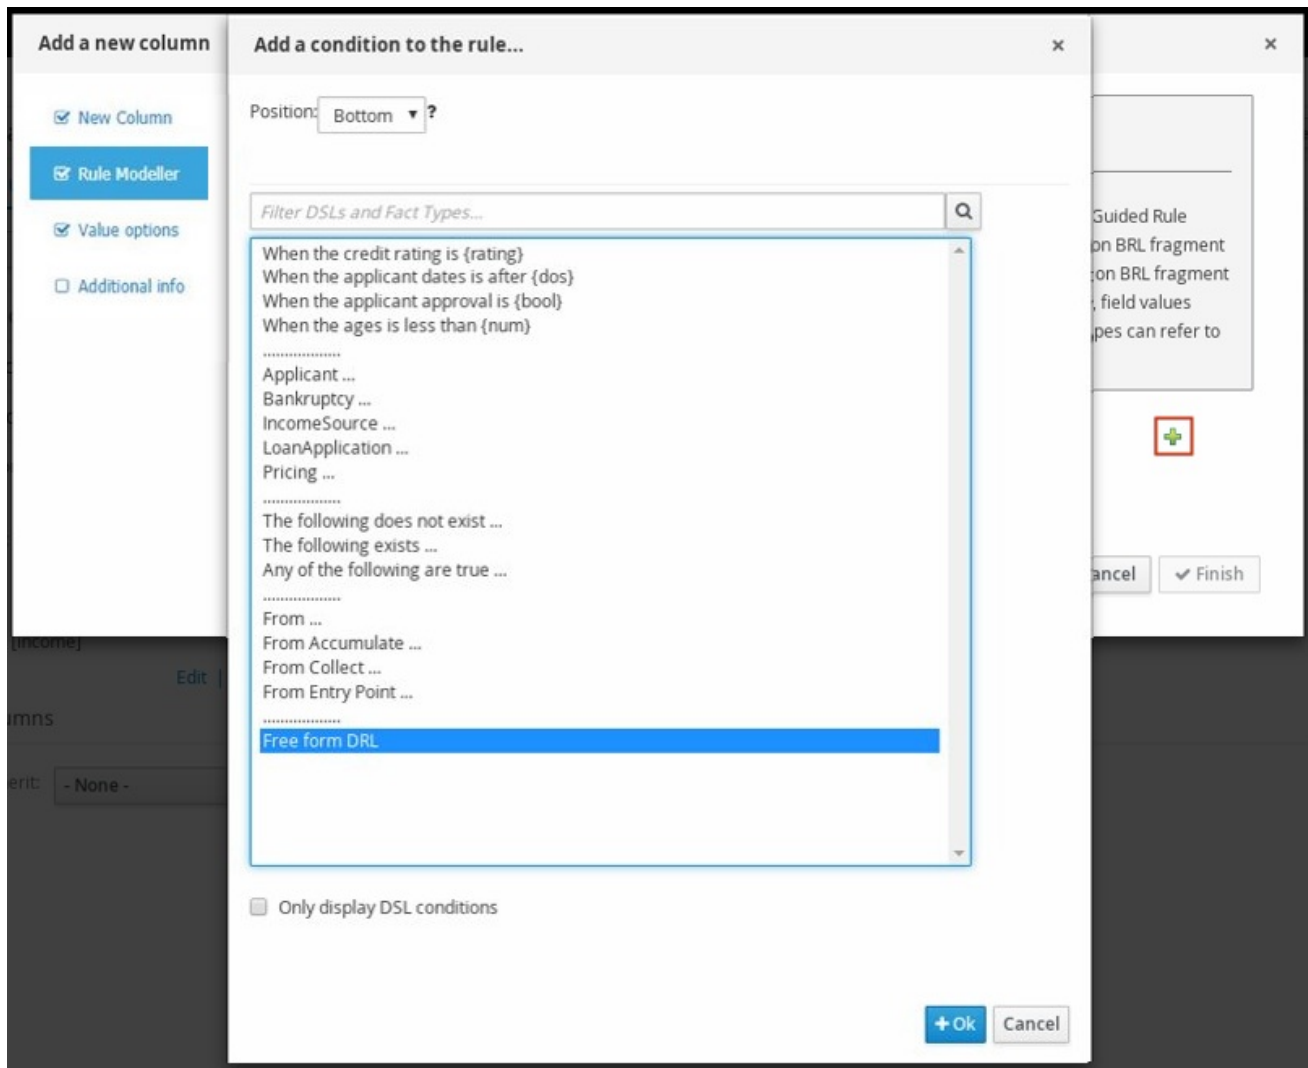 Add a new column
Add a condition to the rule...
×
×
New Column
Rule Modeller
Value options
Additional info
Position:
Bottom
?
Filter DSLs and Fact Types...
When the credit rating is {rating}
When the applicant dates is after {dos}
When the applicant approval is {bool}
When the ages is less than {num}
...................
Applicant ...
Bankruptcy ...
IncomeSource ...
LoanApplication ...
Pricing ...
...................
The following does not exist ...
The following exists ...
Any of the following are true ...
...................
From ...
From Accumulate ...
From Collect ...
From Entry Point ...
...................
Free form DRL
Only display DSL conditions
Ok
Cancel
Guided Rule
on BRL fragment
on BRL fragment
, field values
pes can refer to
ancel
Finish
[income]
Edit |
umns
erit:
- None -